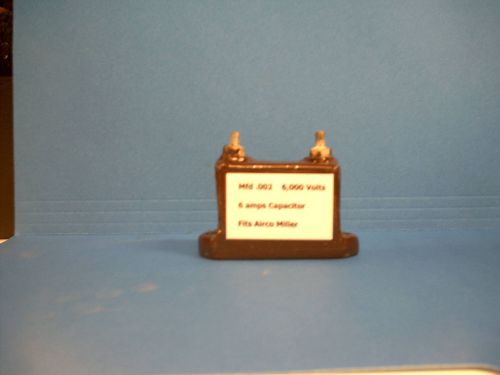 Mfd .002 6,000 Volts
6 amps Capacitor
Fits Airco Miller